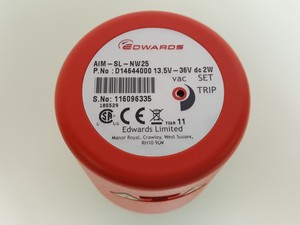 EDWARDS
AIM-SL-NW25
P.No : D14644000 13.5V-36V dc 2W
vac SET
TRIP
S.No: 116096335
185529
YEAR 11
Edwards Limited
Manor Royal, Crawley, West Sussex,
RH10 9LW